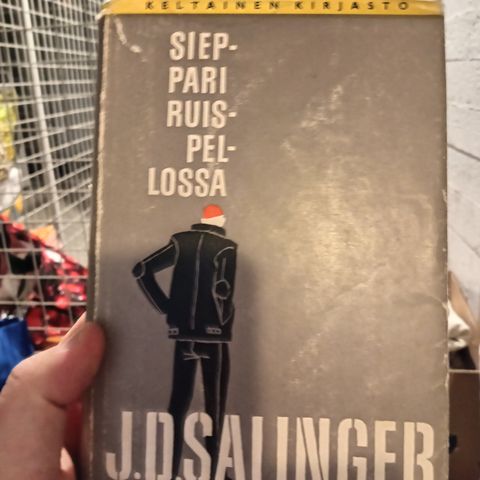 KELTAINEN KIRJASTO
SIEP-
PARI
RUIS-
PEL-
LOSSA
J.D.SALINGER